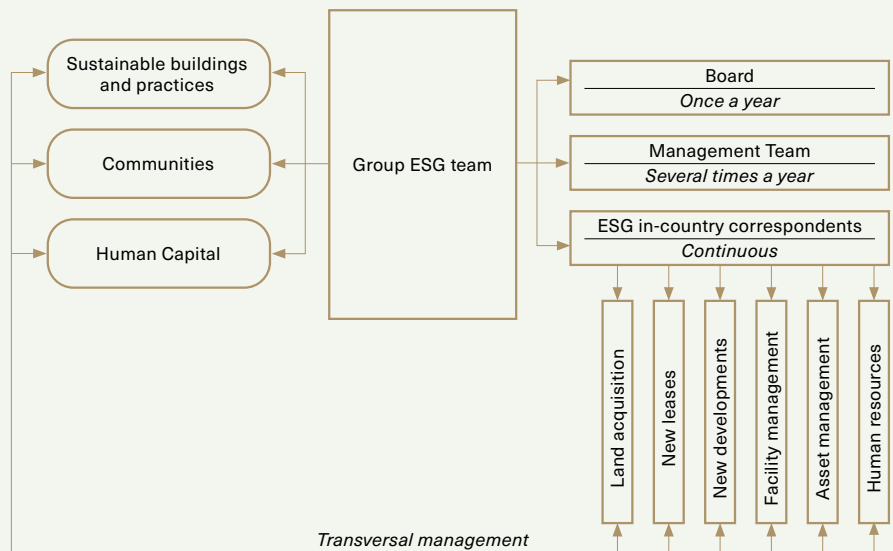 Sustainable buildings
and practices
Communities
Human Capital
Group ESG team
Board
Once a year
Management Team
Several times a year
ESG in-country correspondents
Continuous
Land acquisition
New leases
New developments
Facility management
Asset management
Human resources
Transversal management